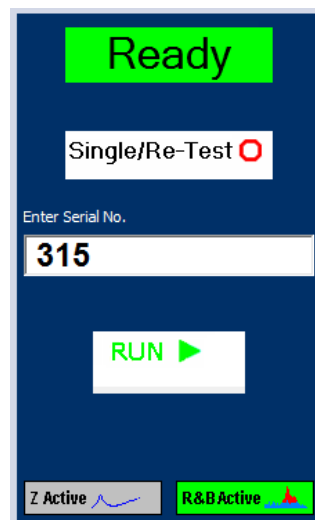 Ready
Single/Re-Test
Enter Serial No.
315
RUN
Z Active
R&B Active